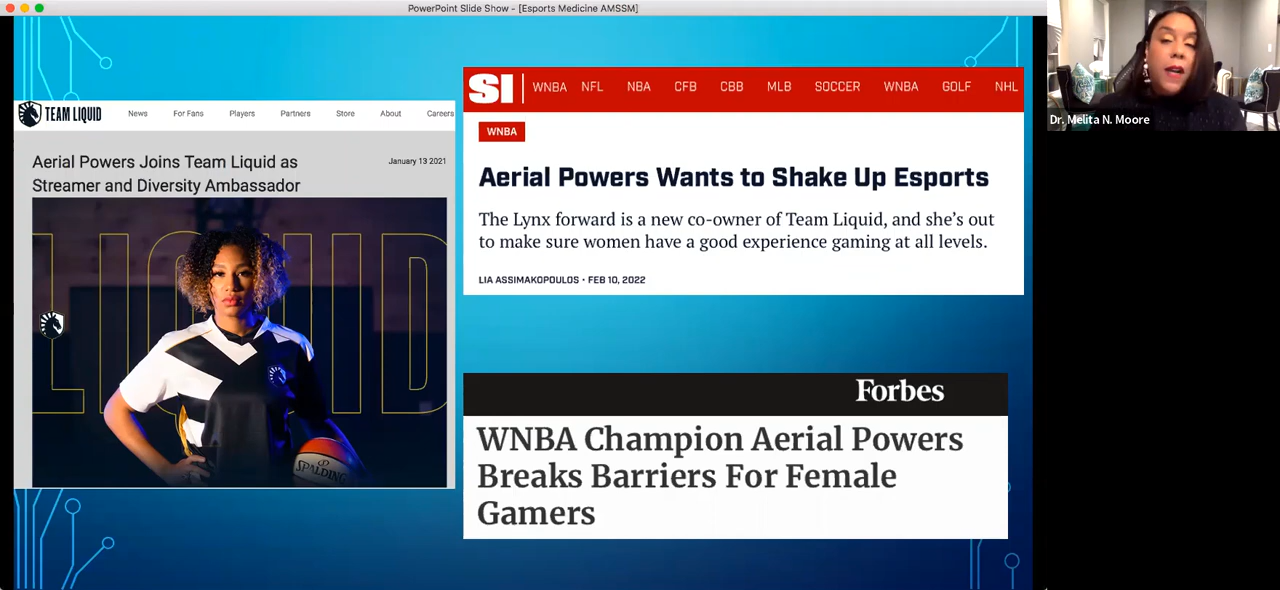 PowerPoint Slide Show - [Esports Medicine AMSSM]
TEAM LIQUID
News For Fans Players Partners Store About Careers
Aerial Powers Joins Team Liquid as
Streamer and Diversity Ambassador
January 13 2021
LIQUID
SPALDING
SI WNBA NFL NBA CFB CBB MLB SOCCER WNBA GOLF NHL
WNBA
Aerial Powers Wants to Shake Up Esports
The Lynx forward is a new co-owner of Team Liquid, and she's out
to make sure women have a good experience gaming at all levels.
LIA ASSIMAKOPOULOS • FEB 10, 2022
Forbes
WNBA Champion Aerial Powers
Breaks Barriers For Female
Gamers
Dr. Melita N. Moore